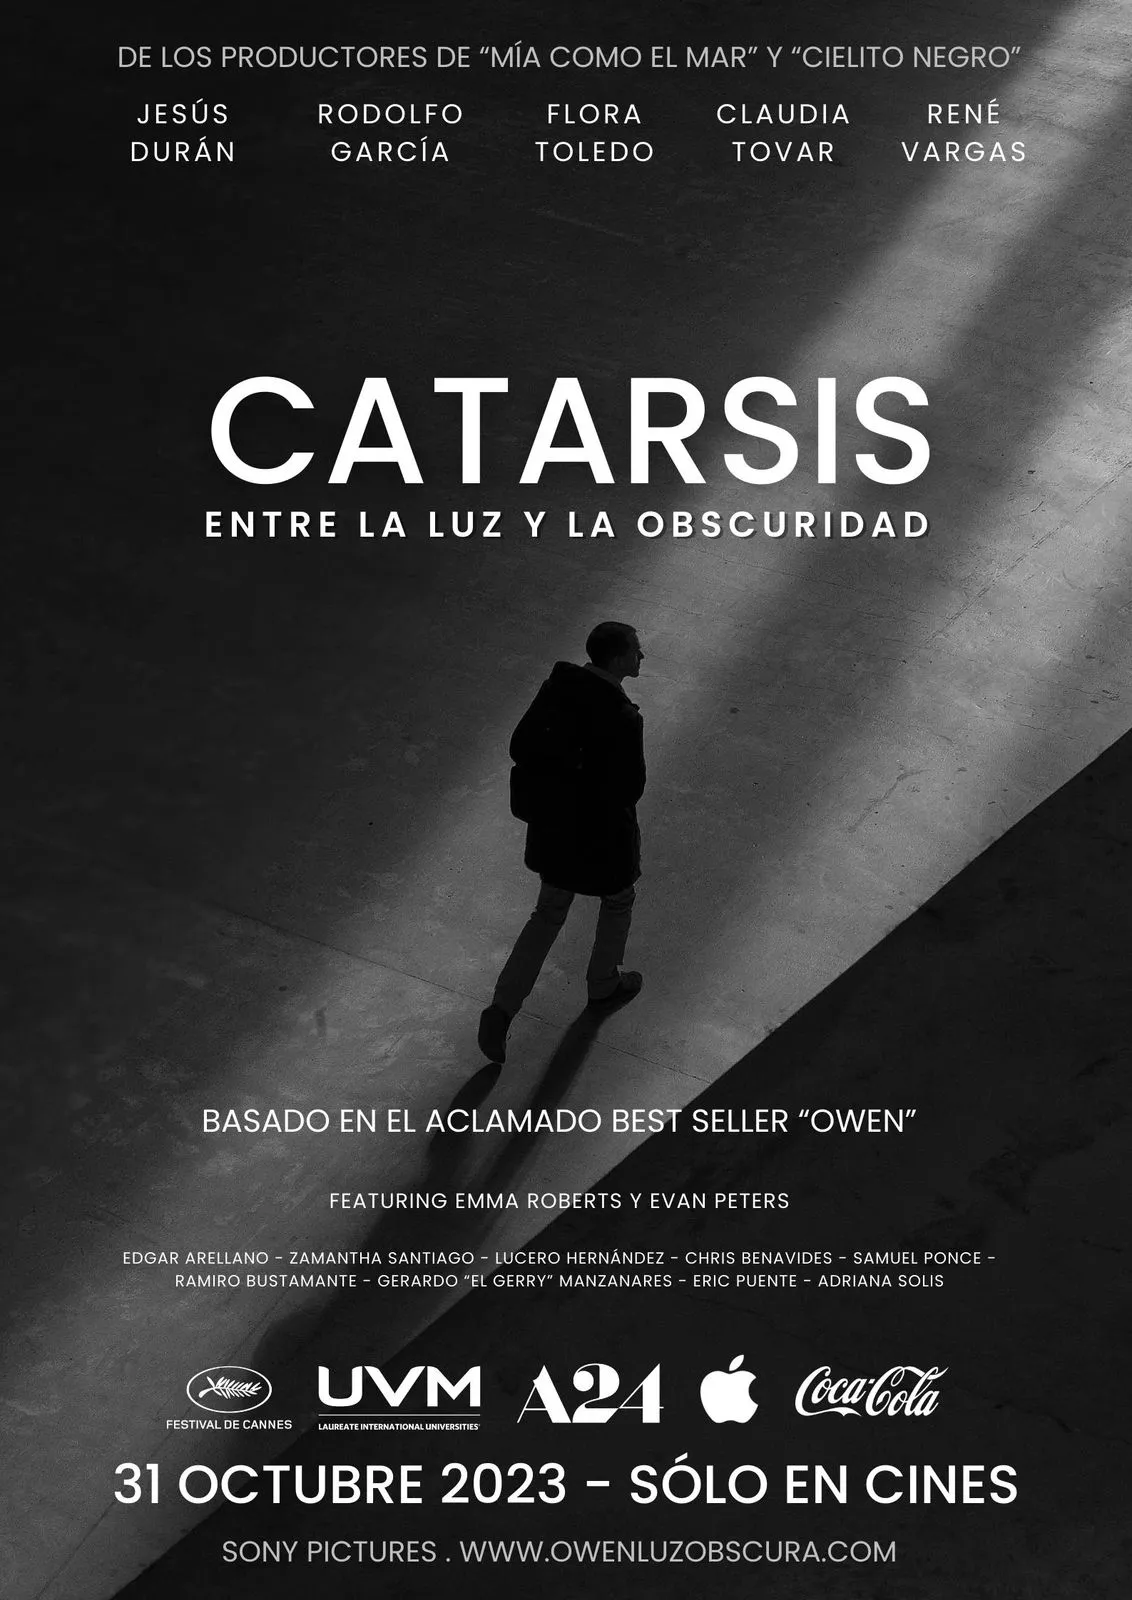 DE LOS PRODUCTORES DE “MÍA COMO EL MAR” Y “CIELITO NEGRO”
JESÚS DURÁN
RODOLFO GARCÍA
FLORA TOLEDO
CLAUDIA TOVAR
RENÉ VARGAS
CATARSIS
ENTRE LA LUZ Y LA OBSCURIDAD
BASADO EN EL ACLAMADO BEST SELLER “OWEN”
FEATURING EMMA ROBERTS Y EVAN PETERS
EDGAR ARELLANO - ZAMANTHA SANTIAGO - LUCERO HERNÁNDEZ - CHRIS BENAVIDES - SAMUEL PONCE -
RAMIRO BUSTAMANTE - GERARDO “EL GERRY” MANZANARES - ERIC PUENTE - ADRIANA SOLIS
FESTIVAL DE CANNES
UVM
LAUREATE INTERNATIONAL UNIVERSITIES
A24
Coca-Cola
31 OCTUBRE 2023 - SÓLO EN CINES
SONY PICTURES . WWW.OWENLUZOBSCURA.COM